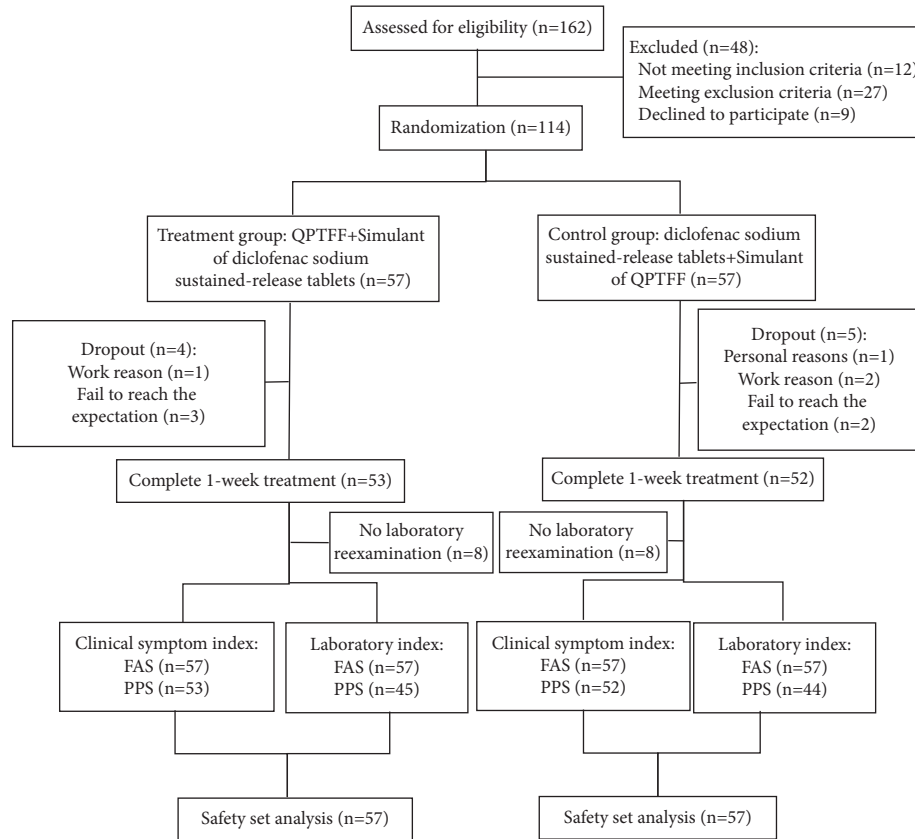 Assessed for eligibility (n=162)
Excluded (n=48):
Not meeting inclusion criteria (n=12)
Meeting exclusion criteria (n=27)
Declined to participate (n=9)
Randomization (n=114)
Treatment group: QPTFF+Simulant
of diclofenac sodium
sustained-release tablets (n=57)
Control group: diclofenac sodium
sustained-release tablets+Simulant
of QPTFF (n=57)
Dropout (n=4):
Work reason (n=1)
Fail to reach the
expectation (n=3)
Dropout (n=5):
Personal reasons (n=1)
Work reason (n=2)
Fail to reach the
expectation (n=2)
Complete 1-week treatment (n=53)
Complete 1-week treatment (n=52)
No laboratory
reexamination (n=8)
No laboratory
reexamination (n=8)
Clinical symptom index:
FAS (n=57)
PPS (n=53)
Laboratory index:
FAS (n=57)
PPS (n=45)
Clinical symptom index:
FAS (n=57)
PPS (n=52)
Laboratory index:
FAS (n=57)
PPS (n=44)
Safety set analysis (n=57)
Safety set analysis (n=57)